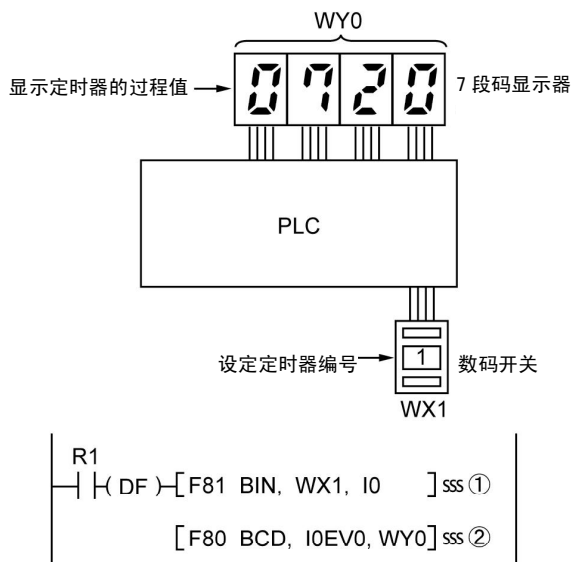 WY0
显示定时器的过程值
0720
7 段码显示器
PLC
设定定时器编号
1
数码开关
WX1
R1
( DF ) [ F81 BIN, WX1, I0 ] sss ①
[ F80 BCD, I0EV0, WY0 ] sss ②